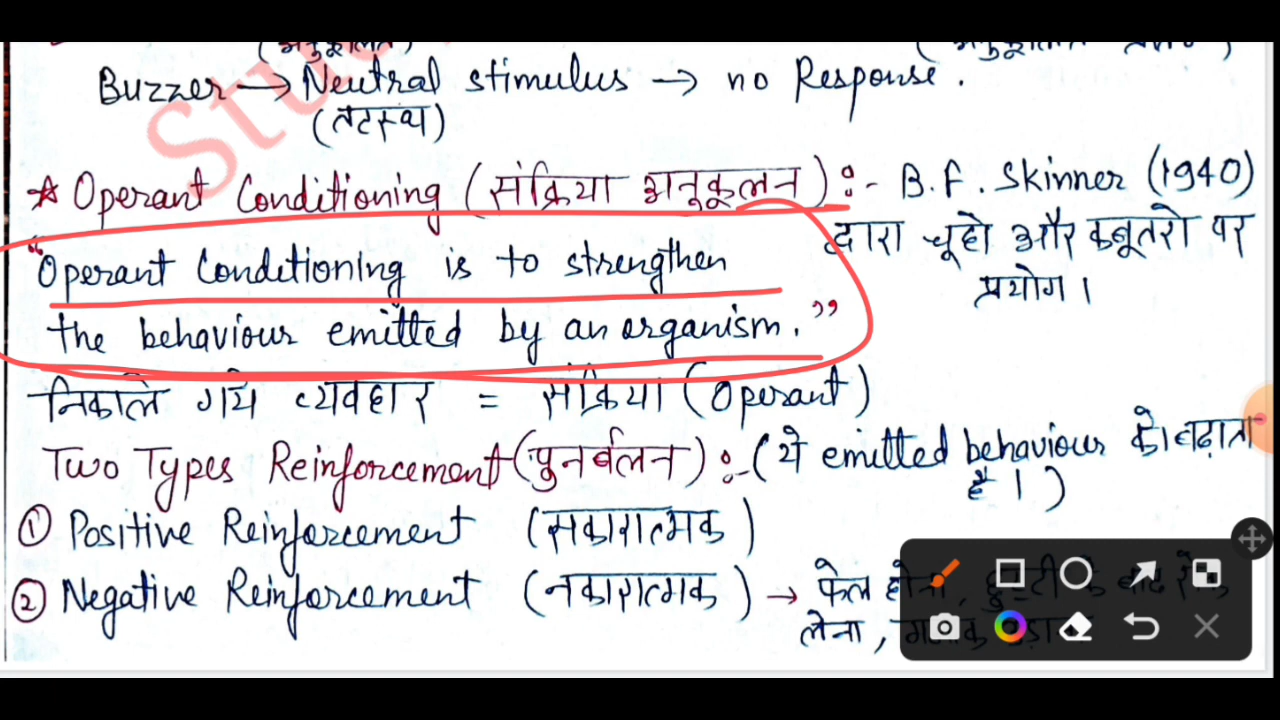 Buzzer → Neutral stimulus → no Response.
(तटस्थ)
☆ Operant Conditioning (संक्रिया अनुकूलन) :- B.F. Skinner (1940)
द्वारा चूहो और कबूतरो पर
प्रयोग।
"Operant Conditioning is to strengthen
the behaviour emitted by an organism."
निकाले गये व्यवहार = संक्रिया (Operant)
Two Types Reinforcement (पुनर्बलन) :- (ये emitted behaviour को बढ़ाता
है।)
① Positive Reinforcement (सकारात्मक)
② Negative Reinforcement (नकारात्मक) → फेल होना,
लेना,